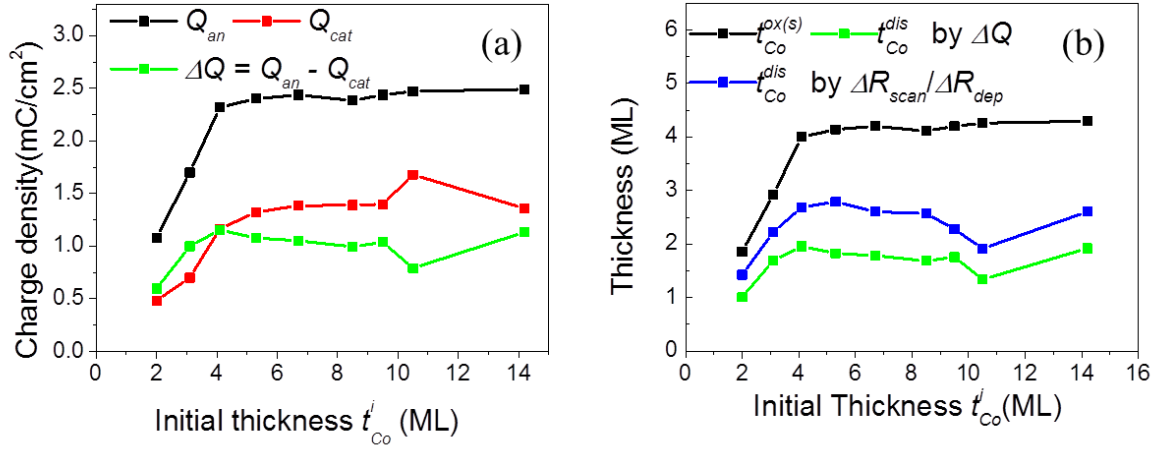 Q_an Q_cat
ΔQ = Q_an - Q_cat
(a)
3.0
2.5
2.0
1.5
1.0
0.5
0.0
Charge density(mC/cm²)
0 2 4 6 8 10 12 14
Initial thickness t^i_Co (ML)
t^ox(s)_Co t^dis_Co by ΔQ
t^dis_Co by ΔR_scan/ΔR_dep
(b)
6
5
4
3
2
1
0
Thickness (ML)
0 2 4 6 8 10 12 14 16
Initial Thickness t^i_Co(ML)